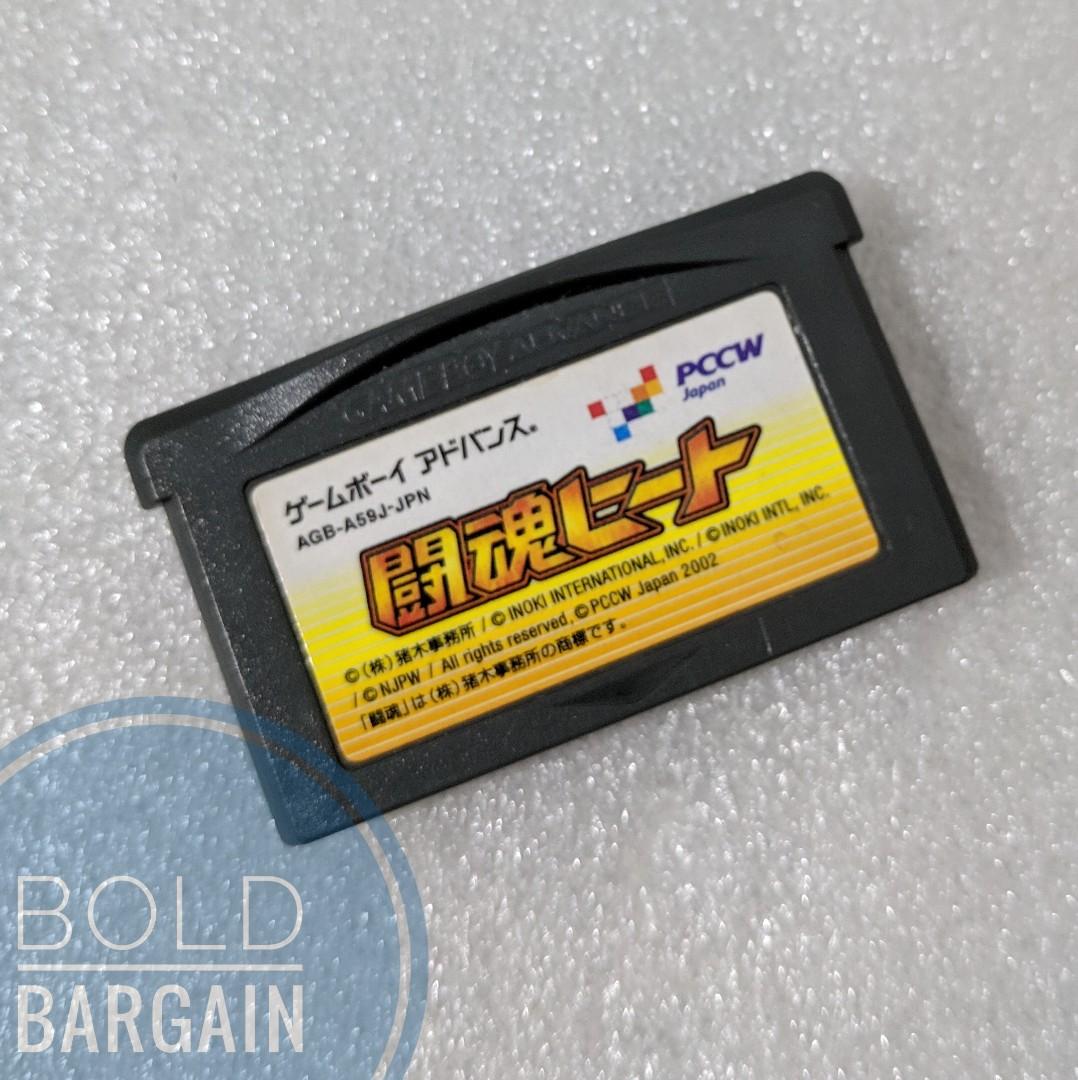 GAME BOY ADVANCE
ゲームボーイ アドバンス®
AGB-A59J-JPN
PCCW
Japan
闘魂ヒート
©(株)猪木事務所 / © INOKI INTERNATIONAL, INC. / © INOKI INTL, INC.
/ © NJPW / All rights reserved, © PCCW Japan 2002
「闘魂」は(株)猪木事務所の商標です。
BOLD
BARGAIN